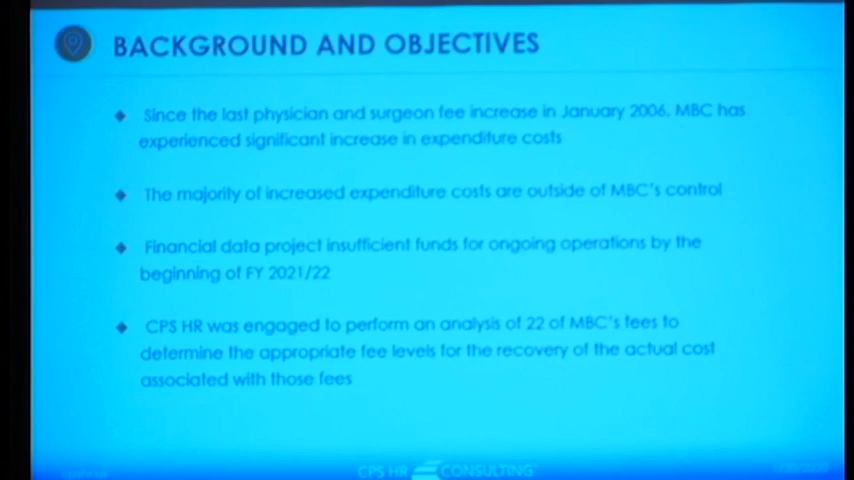 BACKGROUND AND OBJECTIVES
Since the last physician and surgeon fee increase in January 2006, MBC has
experienced significant increase in expenditure costs
The majority of increased expenditure costs are outside of MBC's control
Financial data project insufficient funds for ongoing operations by the
beginning of FY 2021/22
CPS HR was engaged to perform an analysis of 22 of MBC's fees to
determine the appropriate fee levels for the recovery of the actual cost
associated with those fees
CPS HR CONSULTING